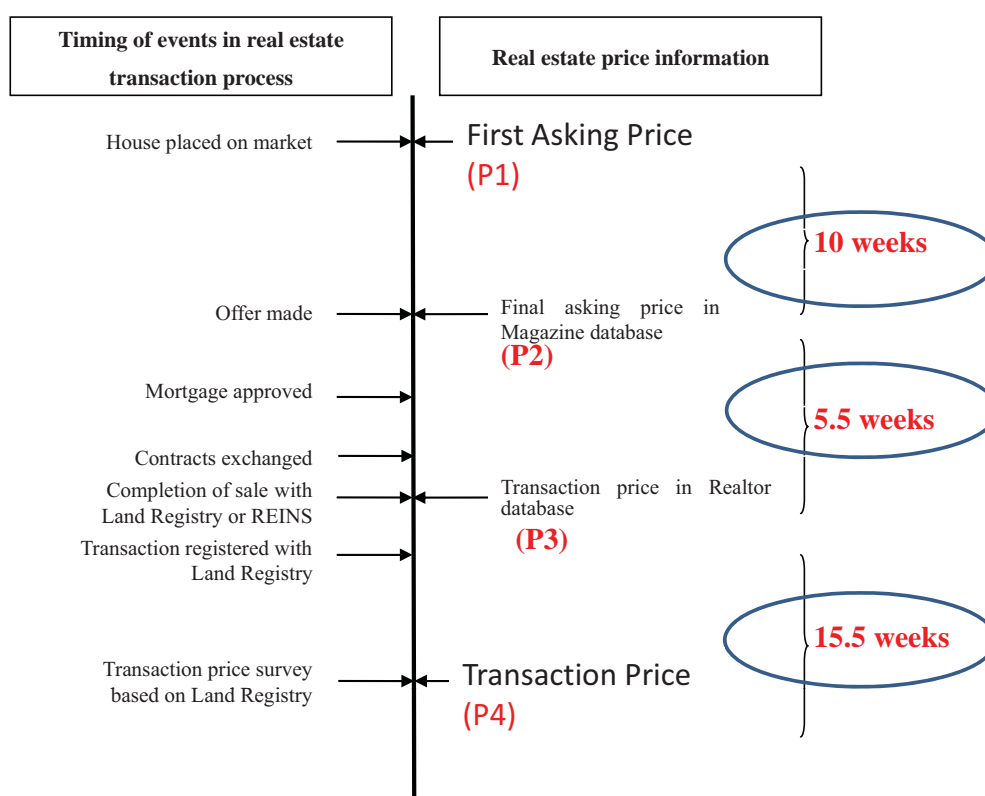 Timing of events in real estate
transaction process
Real estate price information
House placed on market
First Asking Price
(P1)
10 weeks
Offer made
Final asking price in
Magazine database
(P2)
Mortgage approved
5.5 weeks
Contracts exchanged
Completion of sale with
Land Registry or REINS
Transaction price in Realtor
database
(P3)
Transaction registered with
Land Registry
15.5 weeks
Transaction price survey
based on Land Registry
Transaction Price
(P4)